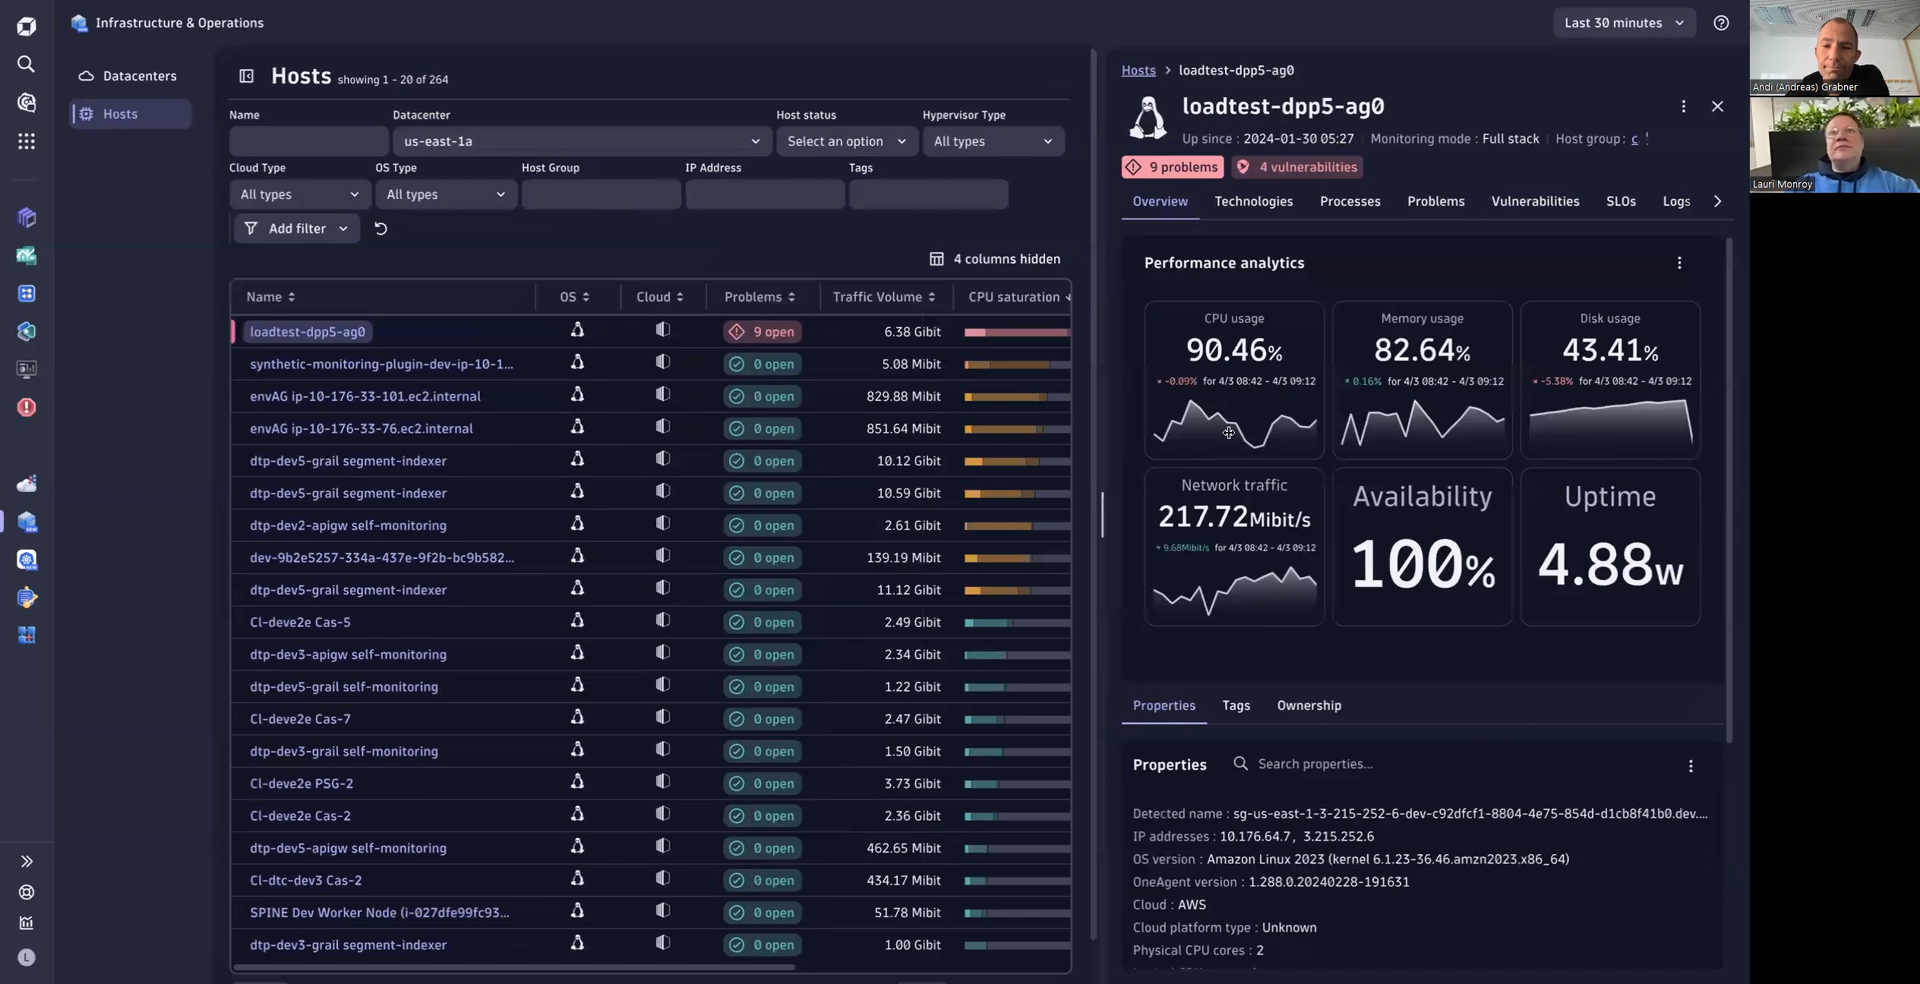 Infrastructure & Operations
Last 30 minutes
Datacenters
Hosts
Hosts showing 1 - 20 of 264
Name
Datacenter
us-east-1a
Host status
Select an option
Hypervisor Type
All types
Cloud Type
All types
OS Type
All types
Host Group
IP Address
Tags
Add filter
4 columns hidden
Name OS Cloud Problems Traffic Volume CPU saturation
loadtest-dpp5-ag0 9 open 6.38 Gibit
synthetic-monitoring-plugin-dev-ip-10-1... 0 open 5.08 Mibit
envAG ip-10-176-33-101.ec2.internal 0 open 829.88 Mibit
envAG ip-10-176-33-76.ec2.internal 0 open 851.64 Mibit
dtp-dev5-grail segment-indexer 0 open 10.12 Gibit
dtp-dev5-grail segment-indexer 0 open 10.59 Gibit
dtp-dev2-apigw self-monitoring 0 open 2.61 Gibit
dev-9b2e5257-334a-437e-9f2b-bc9b582... 0 open 139.19 Mibit
dtp-dev5-grail segment-indexer 0 open 11.12 Gibit
Cl-deve2e Cas-5 0 open 2.49 Gibit
dtp-dev3-apigw self-monitoring 0 open 2.34 Gibit
dtp-dev5-grail self-monitoring 0 open 1.22 Gibit
Cl-deve2e Cas-7 0 open 2.47 Gibit
dtp-dev3-grail self-monitoring 0 open 1.50 Gibit
Cl-deve2e PSG-2 0 open 3.73 Gibit
Cl-deve2e Cas-2 0 open 2.36 Gibit
dtp-dev5-apigw self-monitoring 0 open 462.65 Mibit
Cl-dtc-dev3 Cas-2 0 open 434.17 Mibit
SPINE Dev Worker Node (i-027dfe99fc93... 0 open 51.78 Mibit
dtp-dev3-grail segment-indexer 0 open 1.00 Gibit
L
Hosts > loadtest-dpp5-ag0
loadtest-dpp5-ag0
Up since : 2024-01-30 05:27 Monitoring mode : Full stack Host group: c
9 problems 4 vulnerabilities
Overview Technologies Processes Problems Vulnerabilities SLOs Logs
Performance analytics
CPU usage
90.46%
-0.09% for 4/3 08:42 - 4/3 09:12
Memory usage
82.64%
0.16% for 4/3 08:42 - 4/3 09:12
Disk usage
43.41%
-5.38% for 4/3 08:42 - 4/3 09:12
Network traffic
217.72Mibit/s
9.68Mibit/s for 4/3 08:42 - 4/3 09:12
Availability
100%
Uptime
4.88w
Properties Tags Ownership
Properties Search properties...
Detected name : sg-us-east-1-3-215-252-6-dev-c92dfcf1-8804-4e75-854d-d1cb8f41b0.dev....
IP addresses : 10.176.64.7, 3.215.252.6
OS version : Amazon Linux 2023 (kernel 6.1.23-36.46.amzn2023.x86_64)
OneAgent version : 1.288.0.20240228-191631
Cloud : AWS
Cloud platform type : Unknown
Physical CPU cores : 2
Andi (Andreas) Grabner
Lauri Monroy